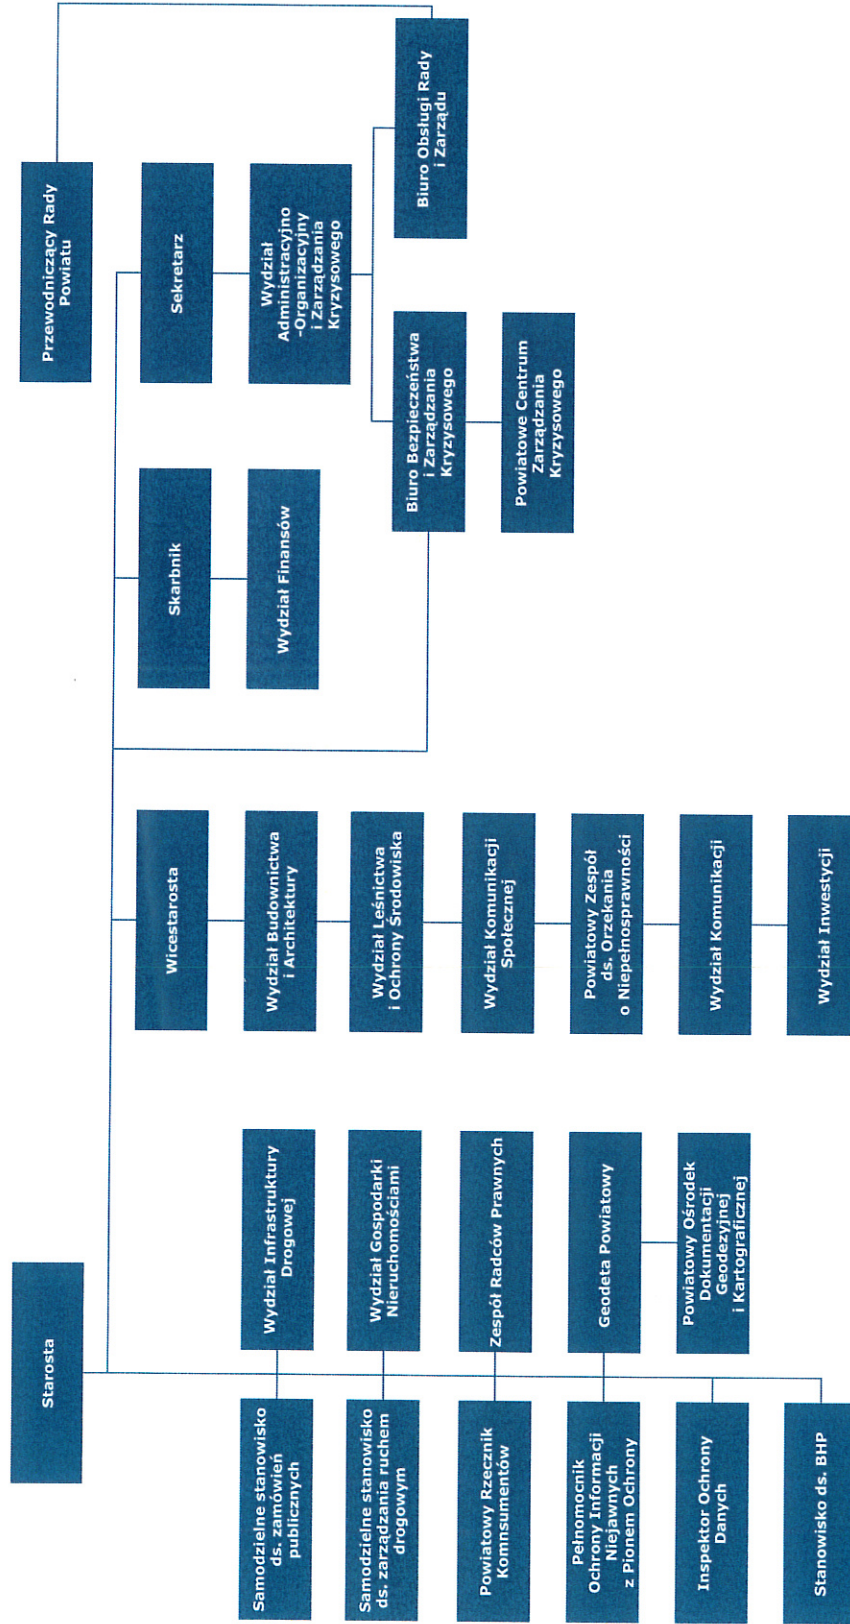 Starosta
Przewodniczący Rady
Powiatu
Wicestarosta
Skarbnik
Sekretarz
Samodzielne stanowisko
ds. zamówień
publicznych
Wydział Infrastruktury
Drogowej
Wydział Budownictwa
i Architektury
Wydział Finansów
Wydział
Administracyjno
-Organizacyjny
i Zarządzania
Kryzysowego
Samodzielne stanowisko
ds. zarządzania ruchem
drogowym
Wydział Gospodarki
Nieruchomościami
Wydział Leśnictwa
i Ochrony Środowiska
Biuro Bezpieczeństwa
i Zarządzania
Kryzysowego
Biuro Obsługi Rady
i Zarządu
Powiatowy Rzecznik
Komnsumentów
Zespół Radców Prawnych
Wydział Komunikacji
Społecznej
Powiatowe Centrum
Zarządzania
Kryzysowego
Pełnomocnik
Ochrony Informacji
Niejawnych
z Pionem Ochrony
Geodeta Powiatowy
Powiatowy Zespół
ds. Orzekania
o Niepełnosprawności
Inspektor Ochrony
Danych
Powiatowy Ośrodek
Dokumentacji
Geodezyjnej
i Kartograficznej
Wydział Komunikacji
Stanowisko ds. BHP
Wydział Inwestycji